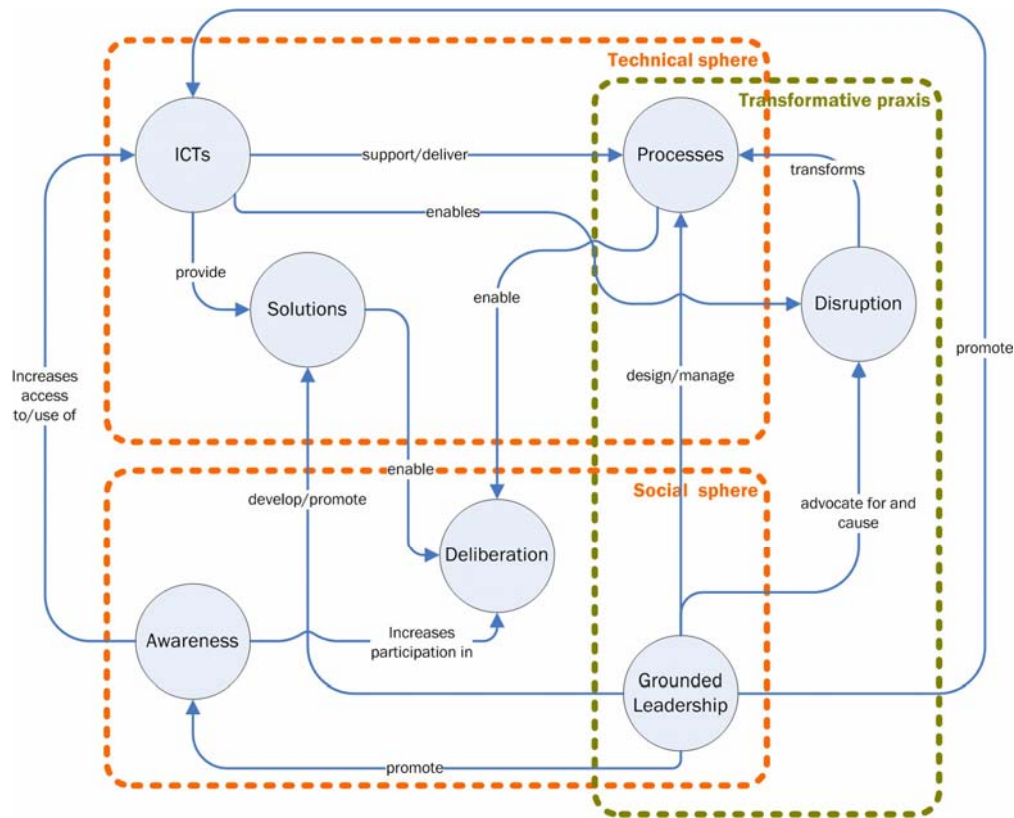 Technical sphere
Transformative praxis
ICTs
support/deliver
Processes
transforms
enables
provide
enable
Solutions
Disruption
promote
Increases
access
to/use of
design/manage
enable
develop/promote
Social  sphere
advocate for and
cause
Deliberation
Awareness
Increases
participation in
Grounded
Leadership
promote